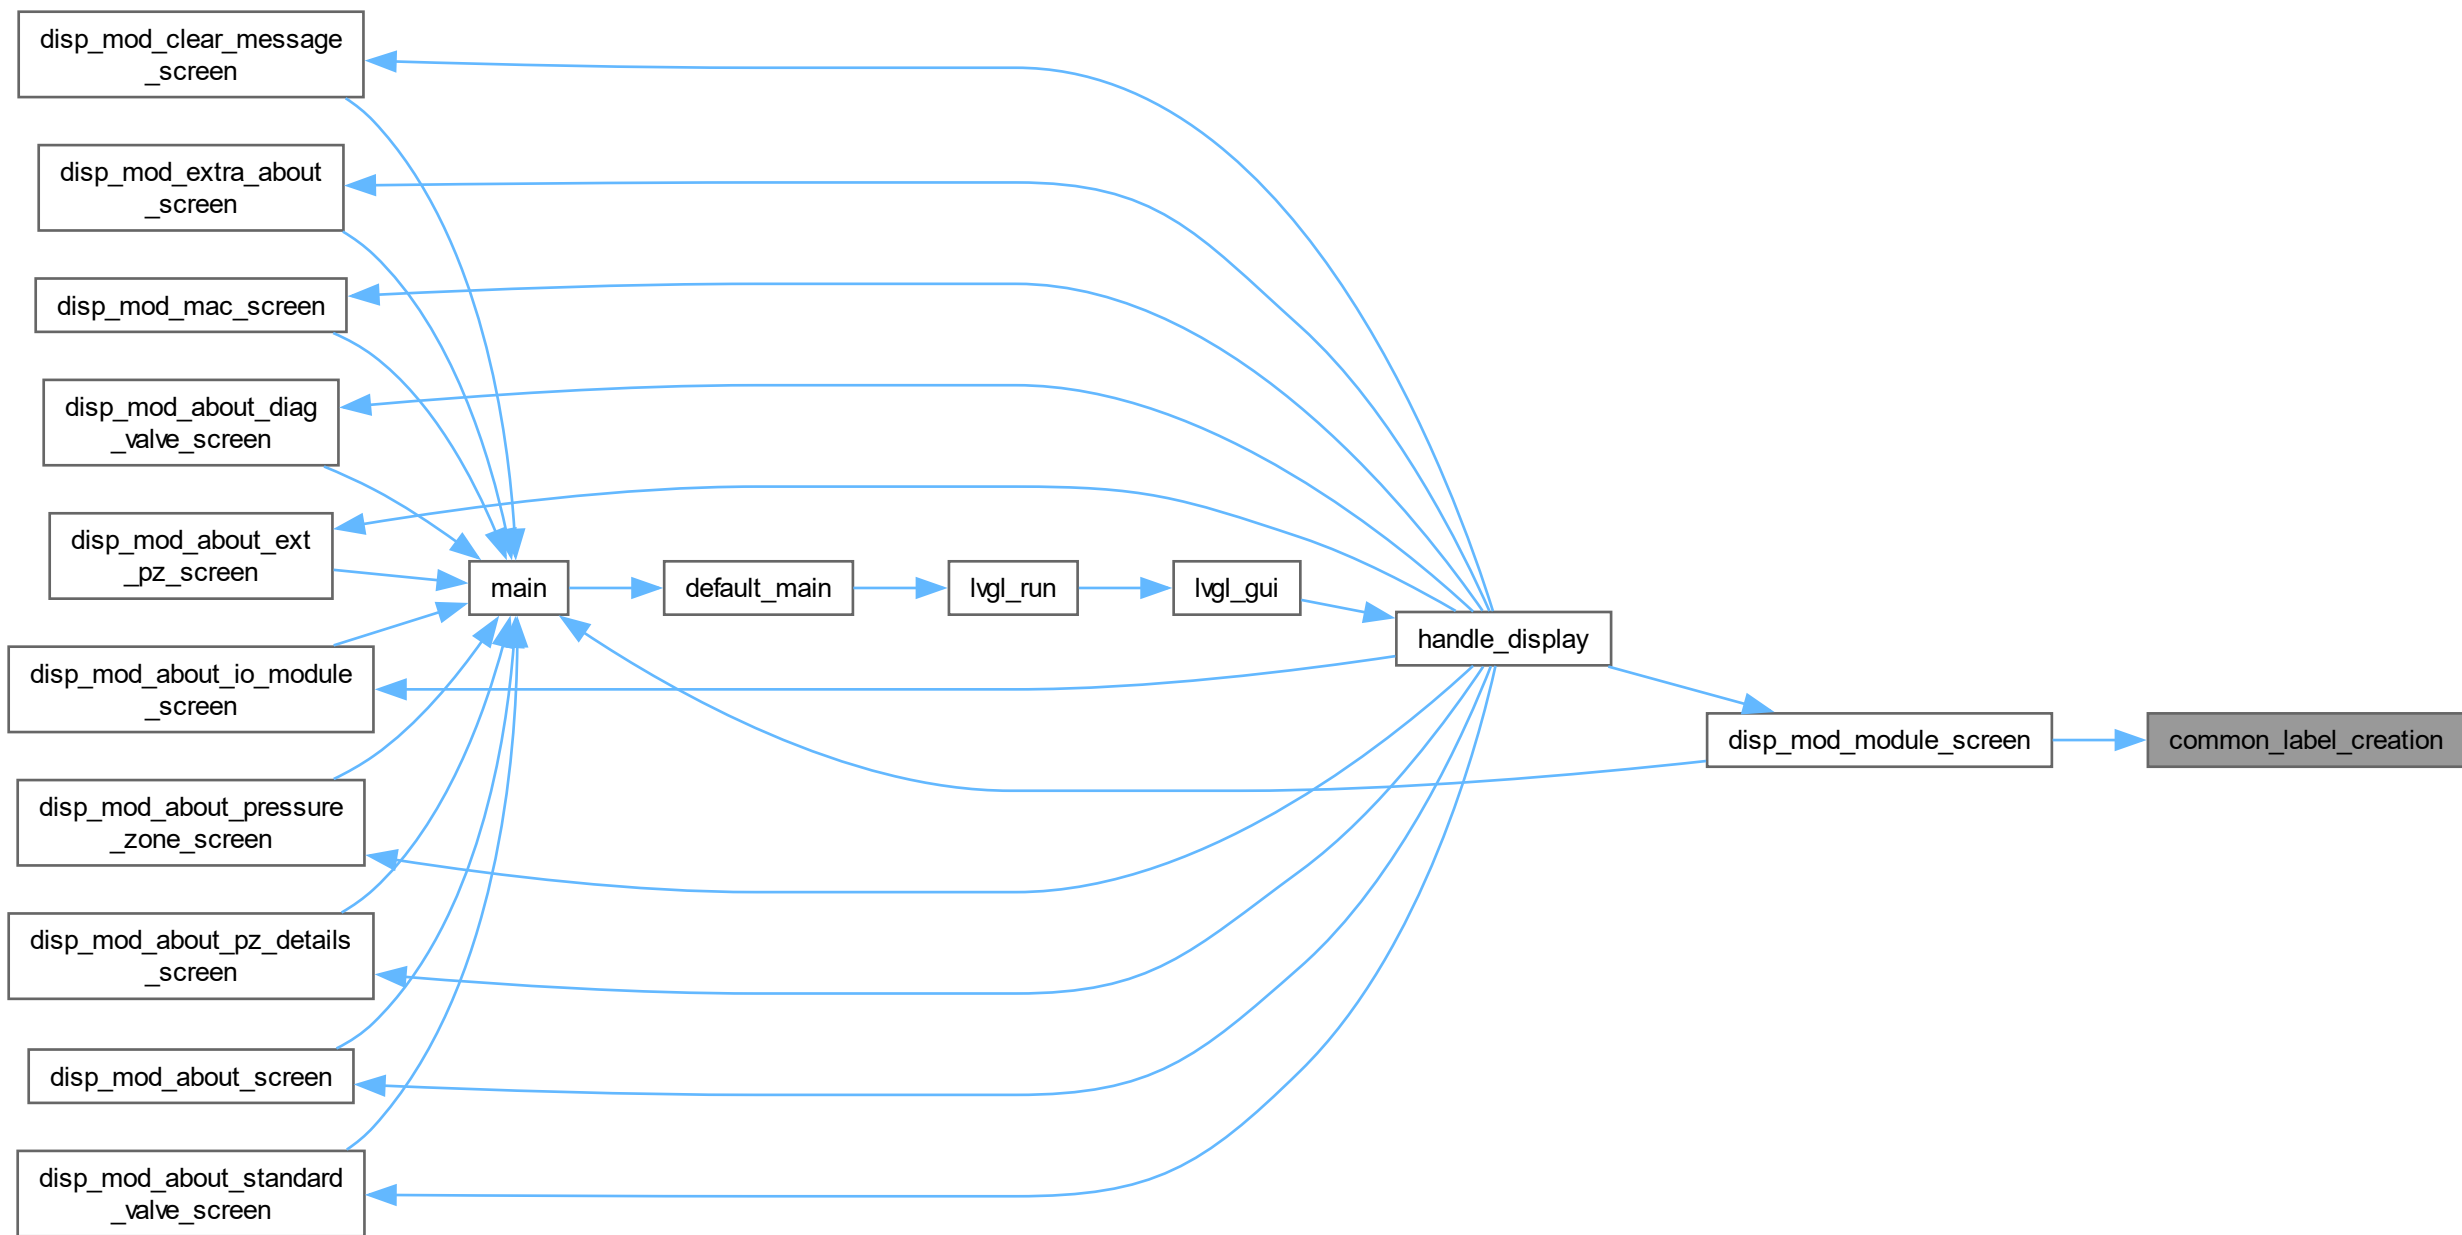 disp_mod_clear_message
_screen
disp_mod_extra_about
_screen
disp_mod_mac_screen
disp_mod_about_diag
_valve_screen
disp_mod_about_ext
_pz_screen
disp_mod_about_io_module
_screen
disp_mod_about_pressure
_zone_screen
disp_mod_about_pz_details
_screen
disp_mod_about_screen
disp_mod_about_standard
_valve_screen
main
default_main
lvgl_run
lvgl_gui
handle_display
disp_mod_module_screen
common_label_creation